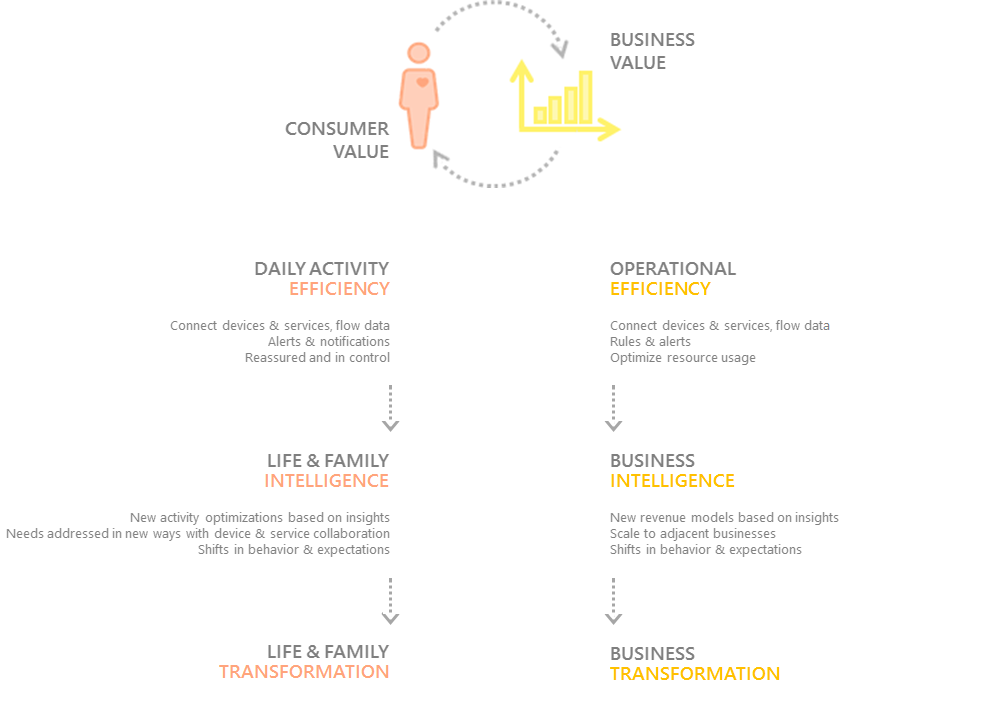 BUSINESS
VALUE
CONSUMER
VALUE
DAILY ACTIVITY
EFFICIENCY
Connect devices & services, flow data
Alerts & notifications
Reassured and in control
LIFE & FAMILY
INTELLIGENCE
New activity optimizations based on insights
Needs addressed in new ways with device & service collaboration
Shifts in behavior & expectations
LIFE & FAMILY
TRANSFORMATION
OPERATIONAL
EFFICIENCY
Connect devices & services, flow data
Rules & alerts
Optimize resource usage
BUSINESS
INTELLIGENCE
New revenue models based on insights
Scale to adjacent businesses
Shifts in behavior & expectations
BUSINESS
TRANSFORMATION